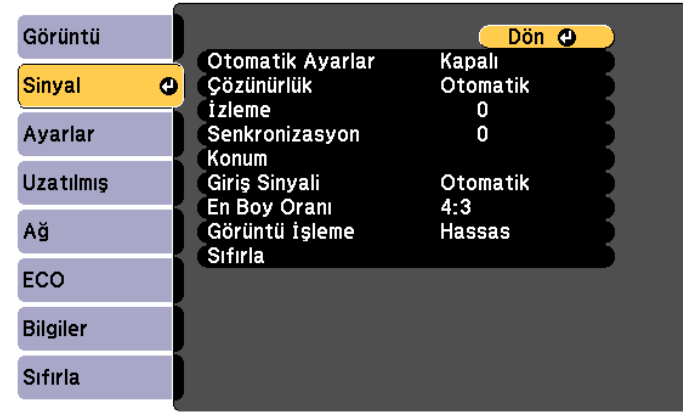 Görüntü
Sinyal
Ayarlar
Uzatılmış
Ağ
ECO
Bilgiler
Sıfırla
Dön
Otomatik Ayarlar Kapalı
Çözünürlük Otomatik
İzleme 0
Senkronizasyon 0
Konum
Giriş Sinyali Otomatik
En Boy Oranı 4:3
Görüntü İşleme Hassas
Sıfırla